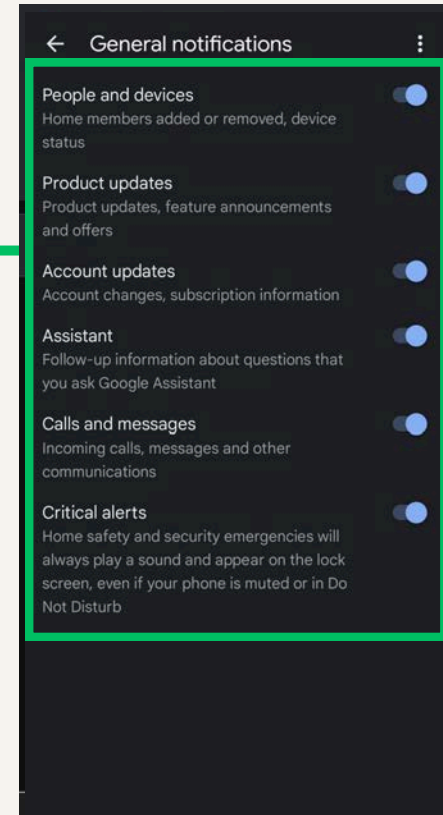 General notifications
People and devices
Home members added or removed, device
status
Product updates
Product updates, feature announcements
and offers
Account updates
Account changes, subscription information
Assistant
Follow-up information about questions that
you ask Google Assistant
Calls and messages
Incoming calls, messages and other
communications
Critical alerts
Home safety and security emergencies will
always play a sound and appear on the lock
screen, even if your phone is muted or in Do
Not Disturb